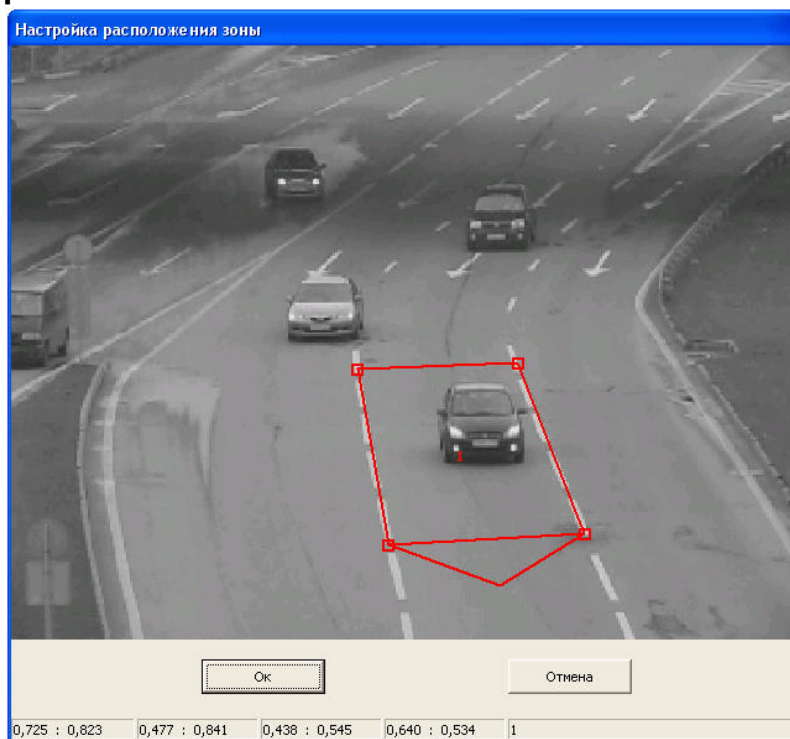 Настройка расположения зоны
1
Ок
Отмена
0,725 : 0,823
0,477 : 0,841
0,438 : 0,545
0,640 : 0,534
1